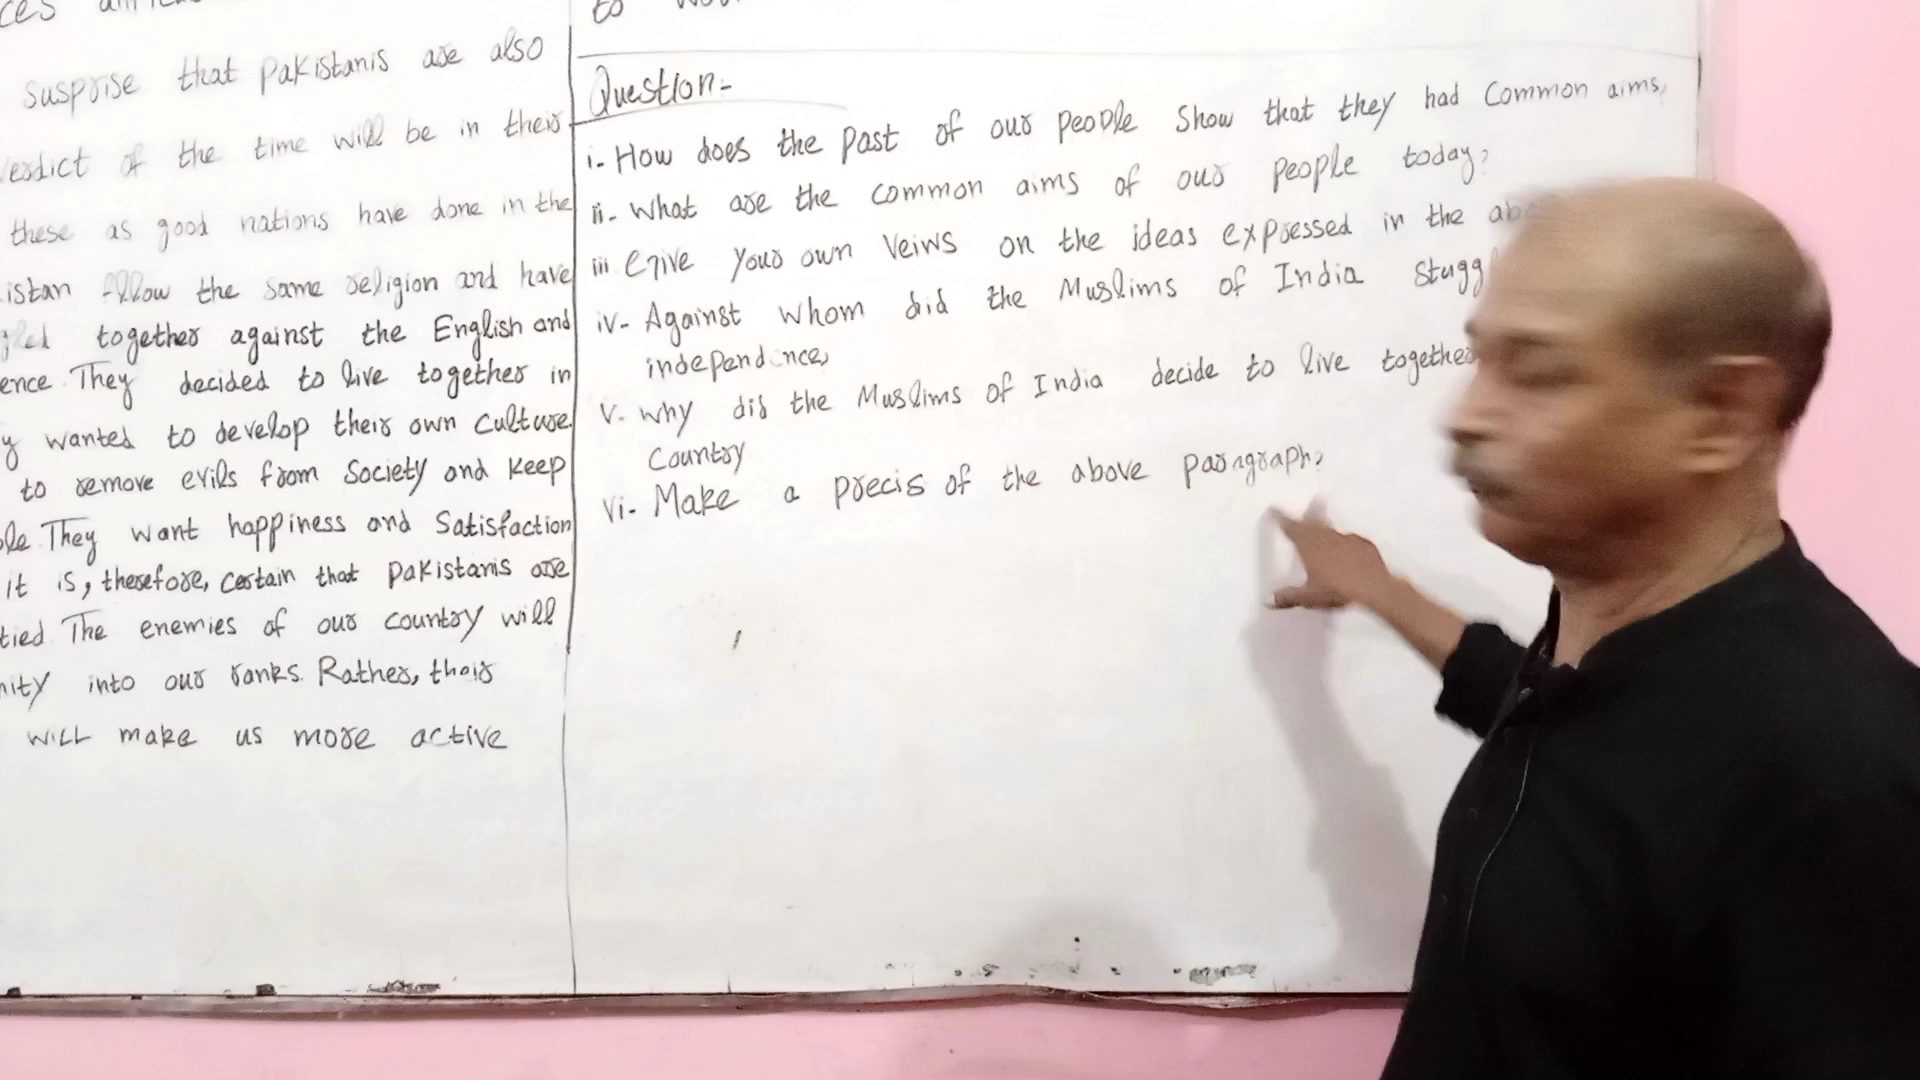 susprise that pakistanis are also
verdict of the time will be in their
these as good nations have done in the
istan follow the same religion and have
gled together against the English and
ence They decided to live together in
y wanted to develop their own culture.
to remove evils from Society and keep
ple They want happiness and Satisfaction
it is, therefore, certain that pakistanis are
tied The enemies of our country will
nity into our ranks. Rather, their
will make us more active
to
Question:-
i- How does the past of our people show that they had common aims,
ii- What are the common aims of our people today?
iii Give your own Veiws on the ideas expressed in the ab
iv- Against whom did the Muslims of India stugg
independence,
v- why did the Muslims of India decide to live together
country
vi- Make a precis of the above paragraph,